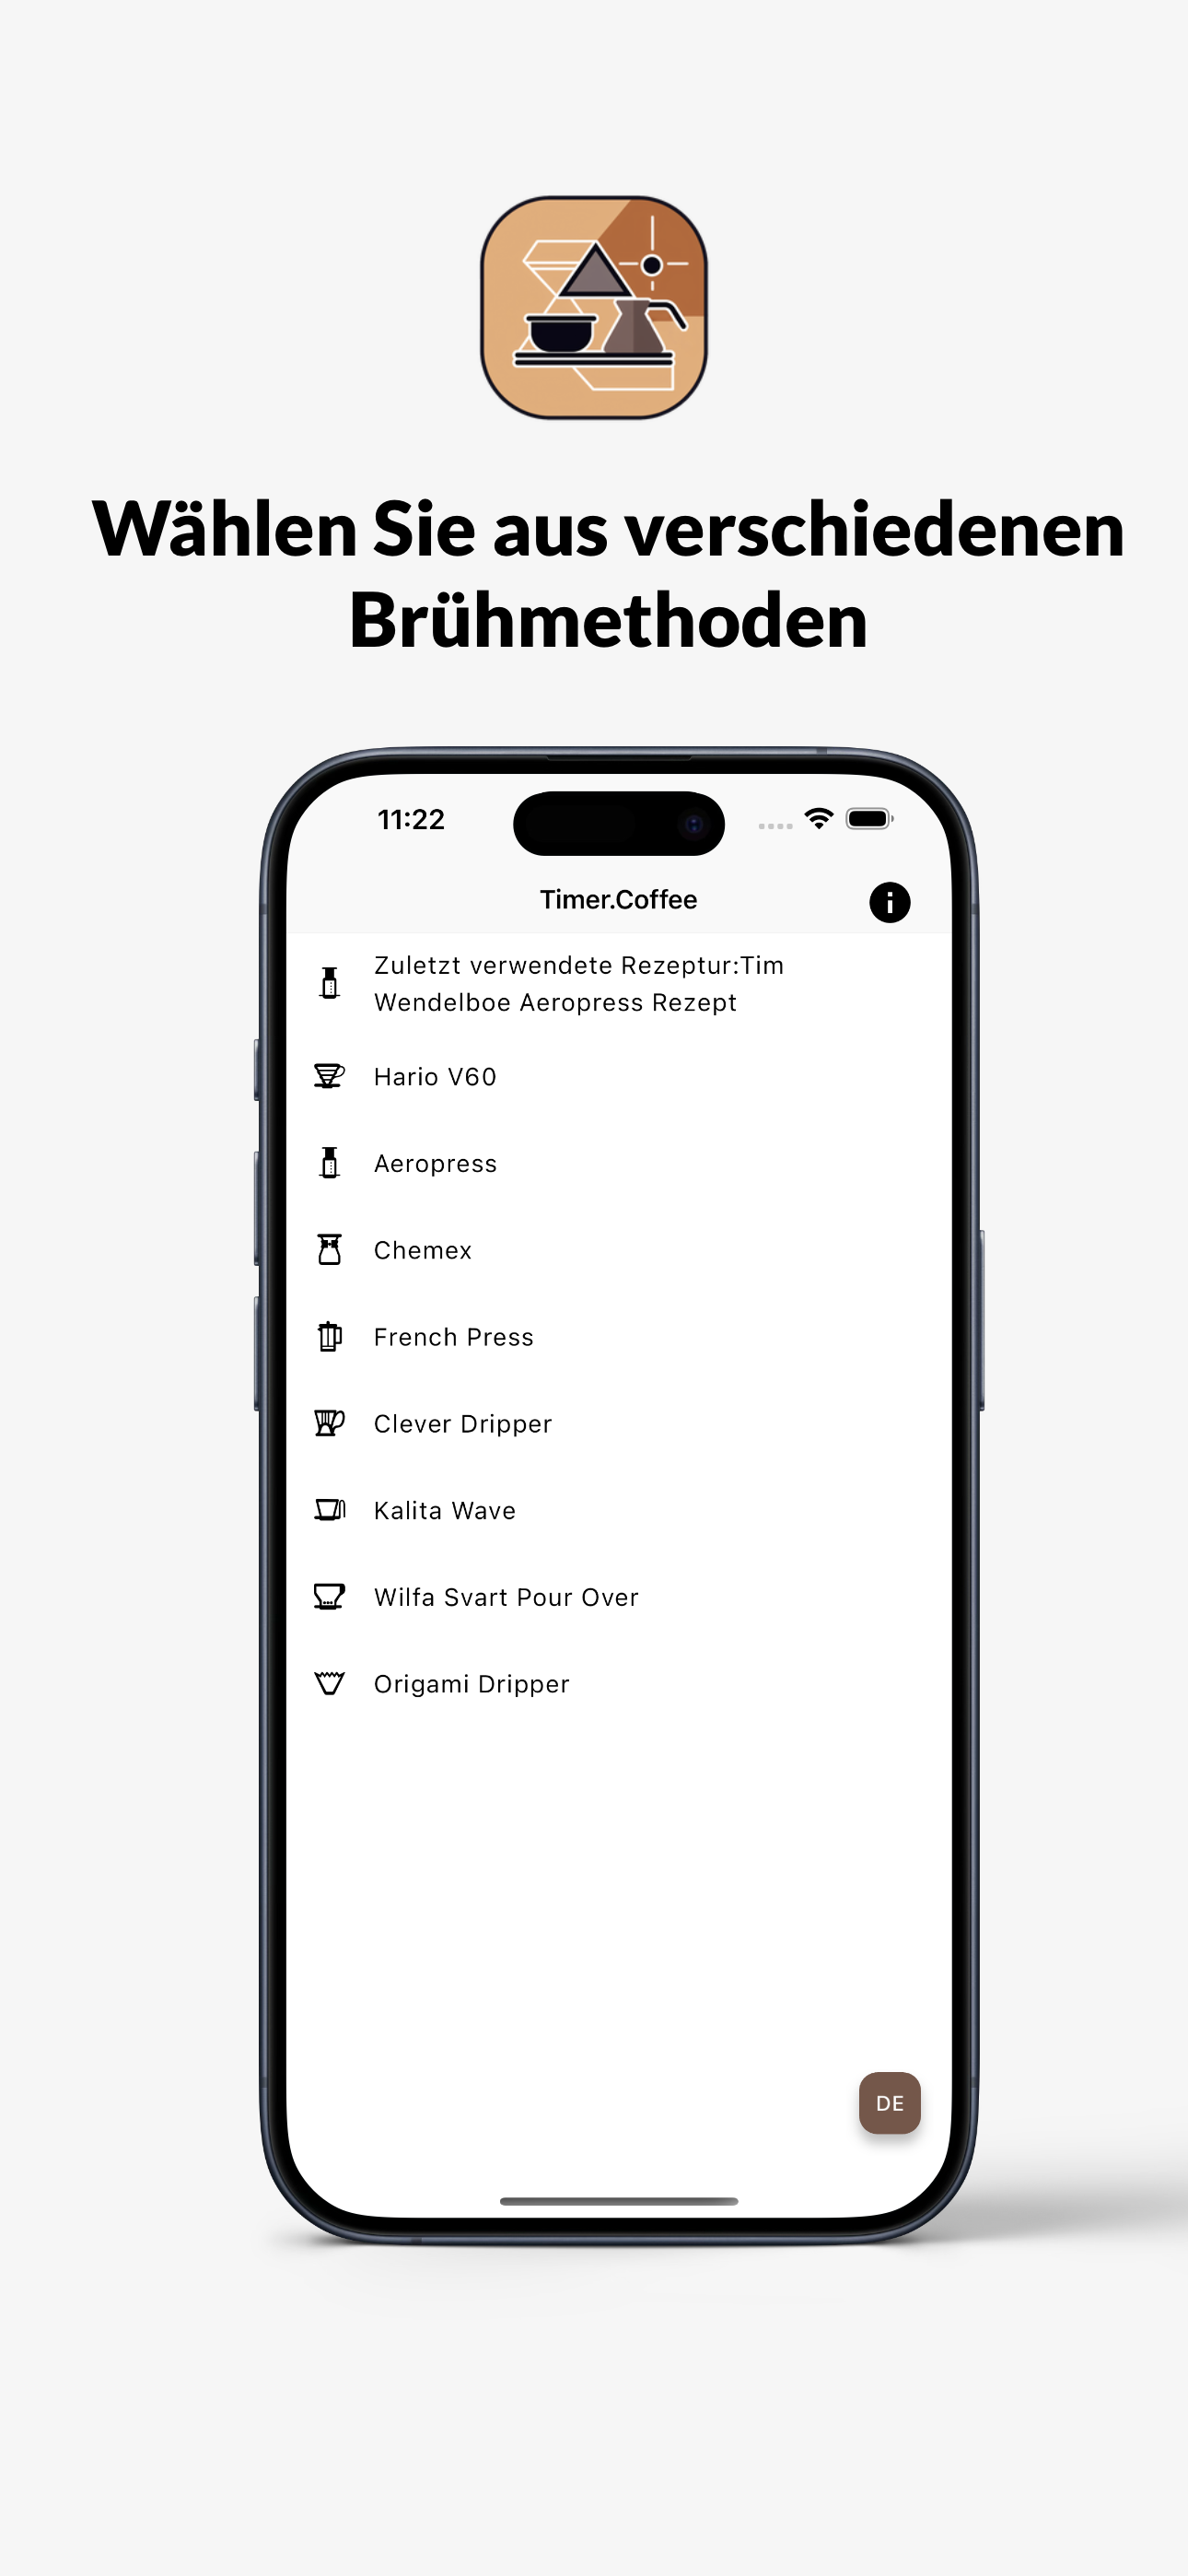 Wählen Sie aus verschiedenen
Brühmethoden
11:22
Timer.Coffee
Zuletzt verwendete Rezeptur:Tim
Wendelboe Aeropress Rezept
Hario V60
Aeropress
Chemex
French Press
Clever Dripper
Kalita Wave
Wilfa Svart Pour Over
Origami Dripper
DE